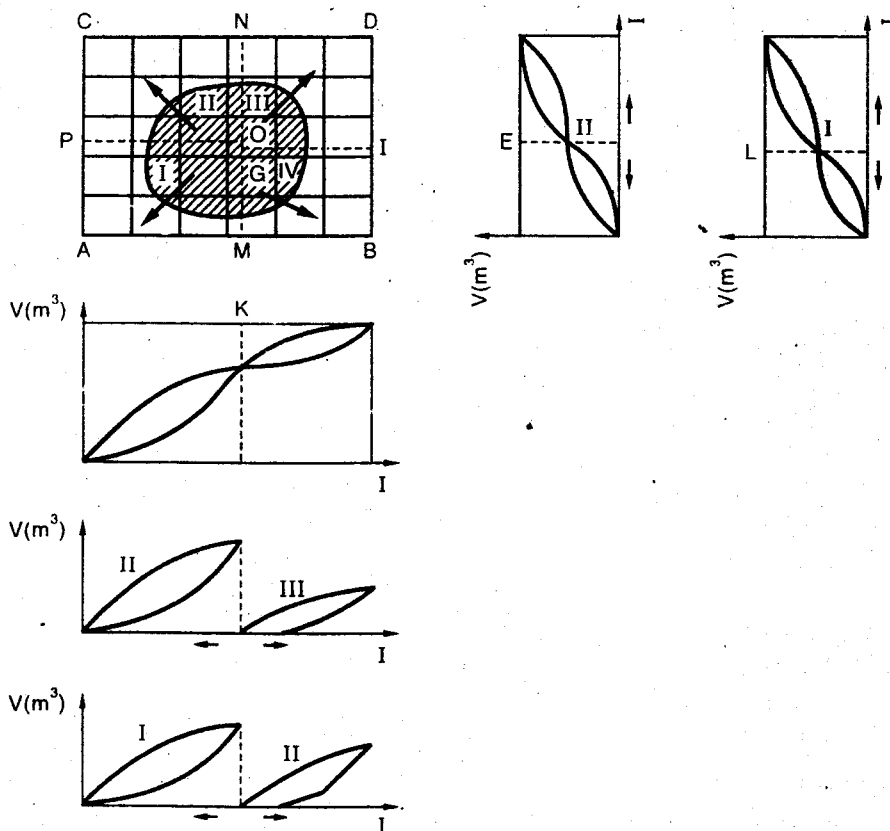 C N D
II III
P O I
I G IV
A M B
I
E II
V(m³)
I
L I
V(m³)
V(m³) K
I
V(m³)
II III
I
V(m³)
I II
I